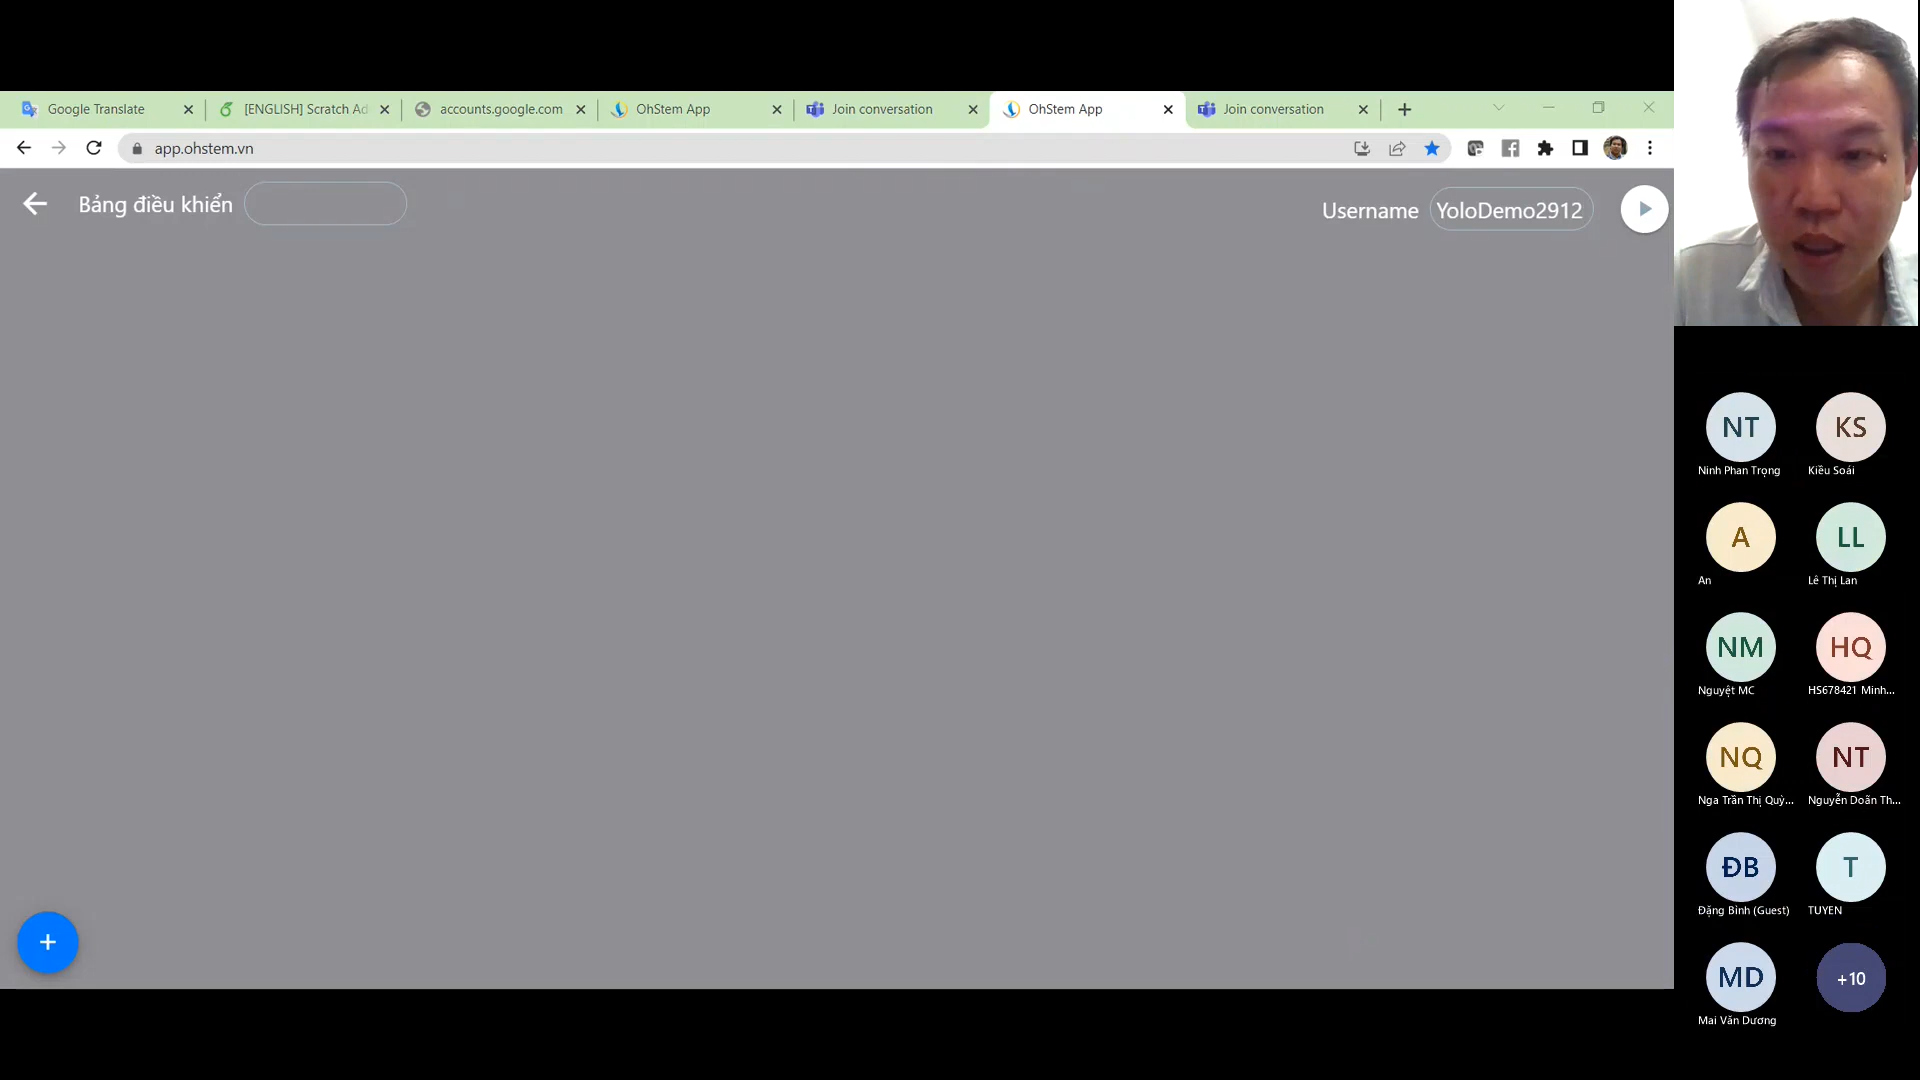 Google Translate
[ENGLISH] Scratch Ad
accounts.google.com
OhStem App
Join conversation
OhStem App
Join conversation
app.ohstem.vn
Bảng điều khiển
Username YoloDemo2912
NT
KS
Ninh Phan Trọng
Kiều Soái
A
LL
An
Lê Thị Lan
NM
HQ
Nguyệt MC
HS678421 Minh...
NQ
NT
Nga Trần Thị Quỳ...
Nguyễn Doãn Th...
ĐB
T
Đặng Bình (Guest)
TUYEN
MD
+10
Mai Văn Dương